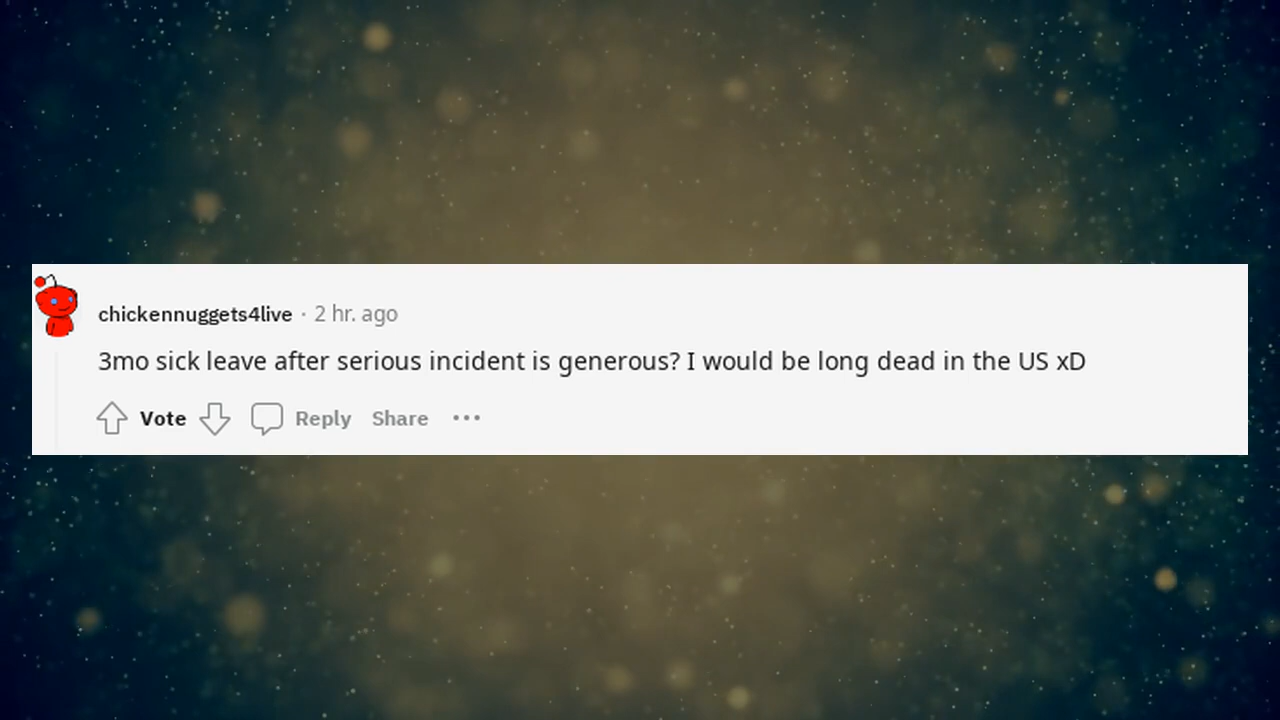 chickennuggets4live · 2 hr. ago
3mo sick leave after serious incident is generous? I would be long dead in the US xD
Vote Reply Share ···